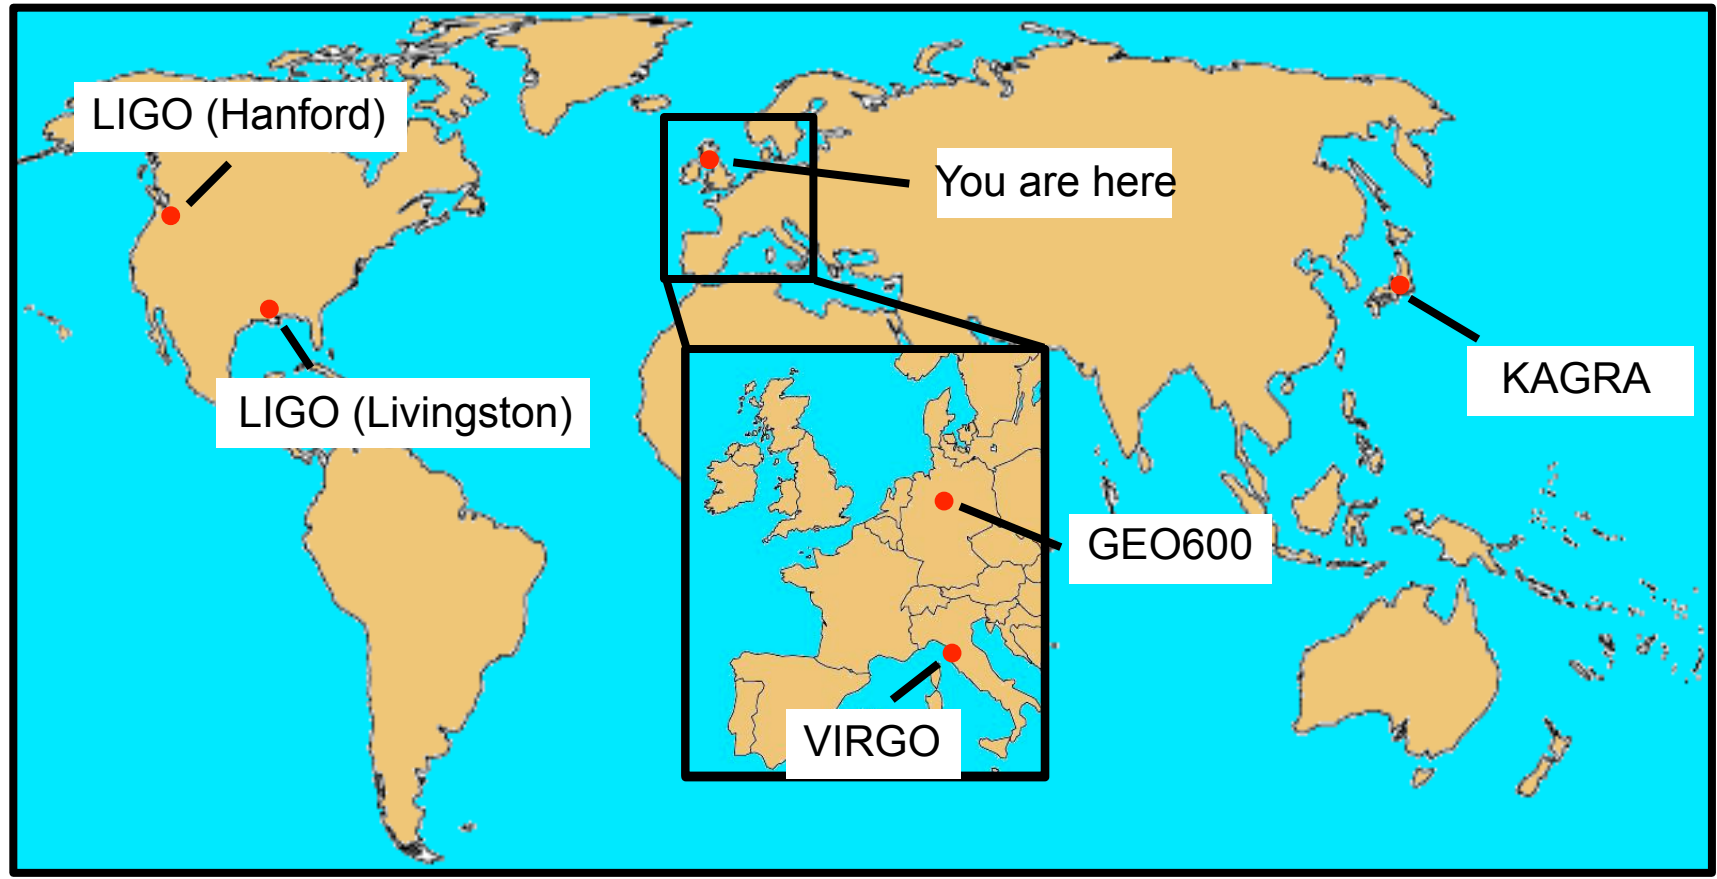 LIGO (Hanford)
You are here
KAGRA
LIGO (Livingston)
GEO600
VIRGO